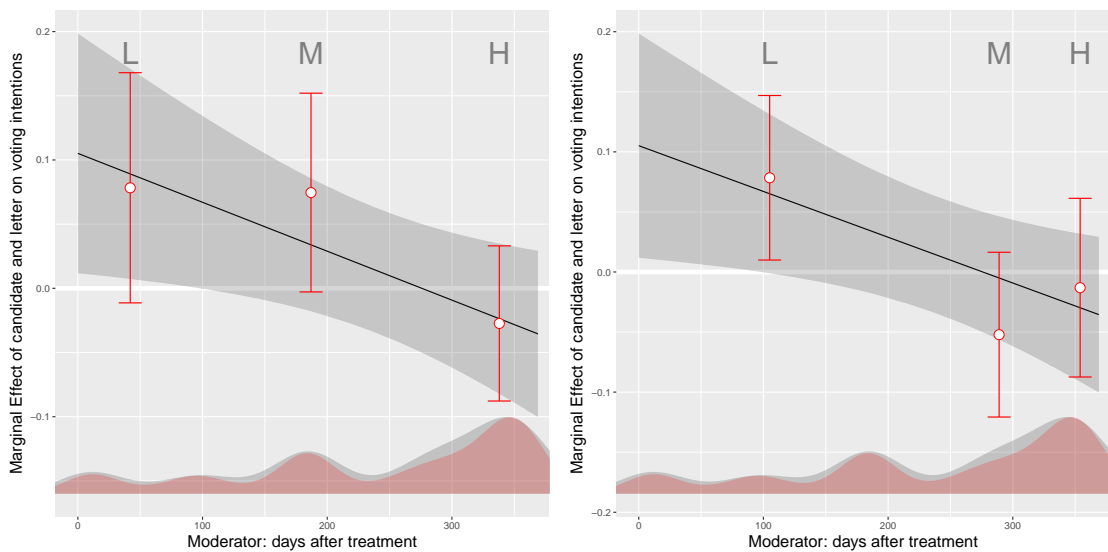 Marginal Effect of candidate and letter on voting intentions
0.2
0.1
0.0
−0.1
L M H
0 100 200 300
Moderator: days after treatment
Marginal Effect of candidate and letter on voting intentions
0.2
0.1
0.0
−0.1
−0.2
L M H
0 100 200 300
Moderator: days after treatment